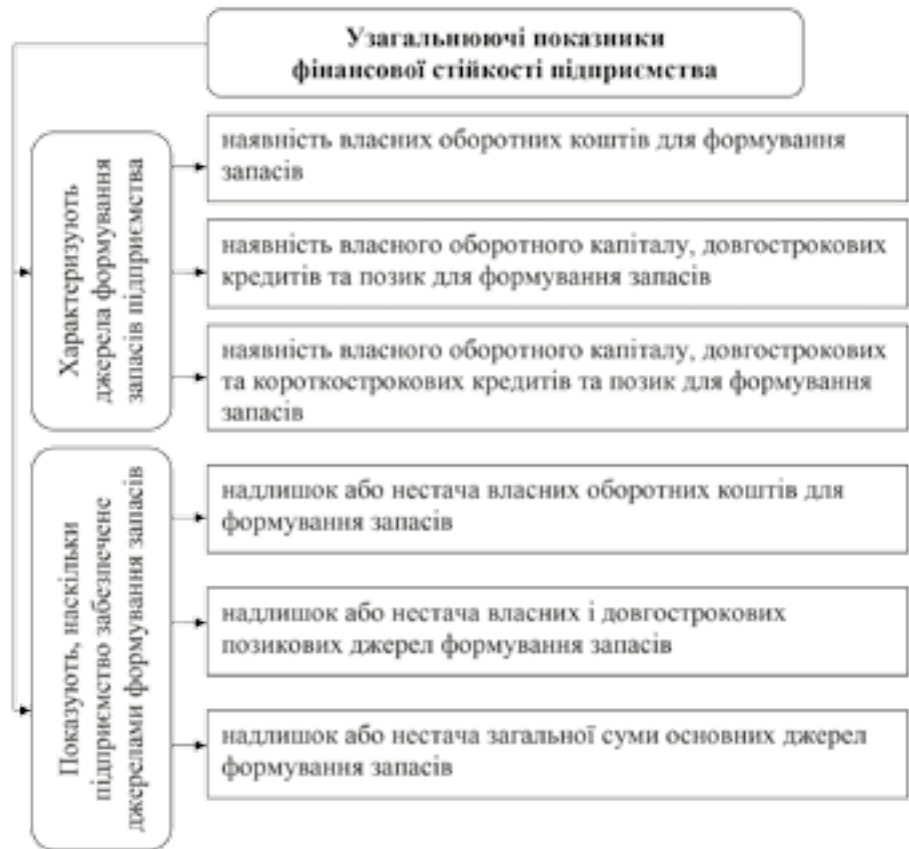 Узагальнюючі показники
фінансової стійкості підприємства
Характеризують
джерела формування
запасів підприємства
наявність власних оборотних коштів для формування
запасів
наявність власного оборотного капіталу, довгострокових
кредитів та позик для формування запасів
наявність власного оборотного капіталу, довгострокових
та короткострокових кредитів та позик для формування
запасів
Показують, наскільки
підприємство забезпечене
джерелами формування запасів
надлишок або нестача власних оборотних коштів для
формування запасів
надлишок або нестача власних і довгострокових
позикових джерел формування запасів
надлишок або нестача загальної суми основних джерел
формування запасів